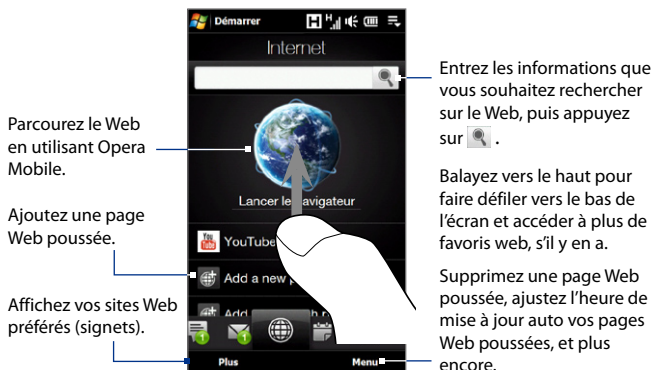 Démarrer
Internet
Lancer le navigateur
YouTube
Add a new p
Add
Plus
Menu
Parcourez le Web
en utilisant Opera
Mobile.
Ajoutez une page
Web poussée.
Affichez vos sites Web
préférés (signets).
Entrez les informations que
vous souhaitez rechercher
sur le Web, puis appuyez
sur .
Balayez vers le haut pour
faire défiler vers le bas de
l'écran et accéder à plus de
favoris web, s'il y en a.
Supprimez une page Web
poussée, ajustez l'heure de
mise à jour auto vos pages
Web poussées, et plus
encore.